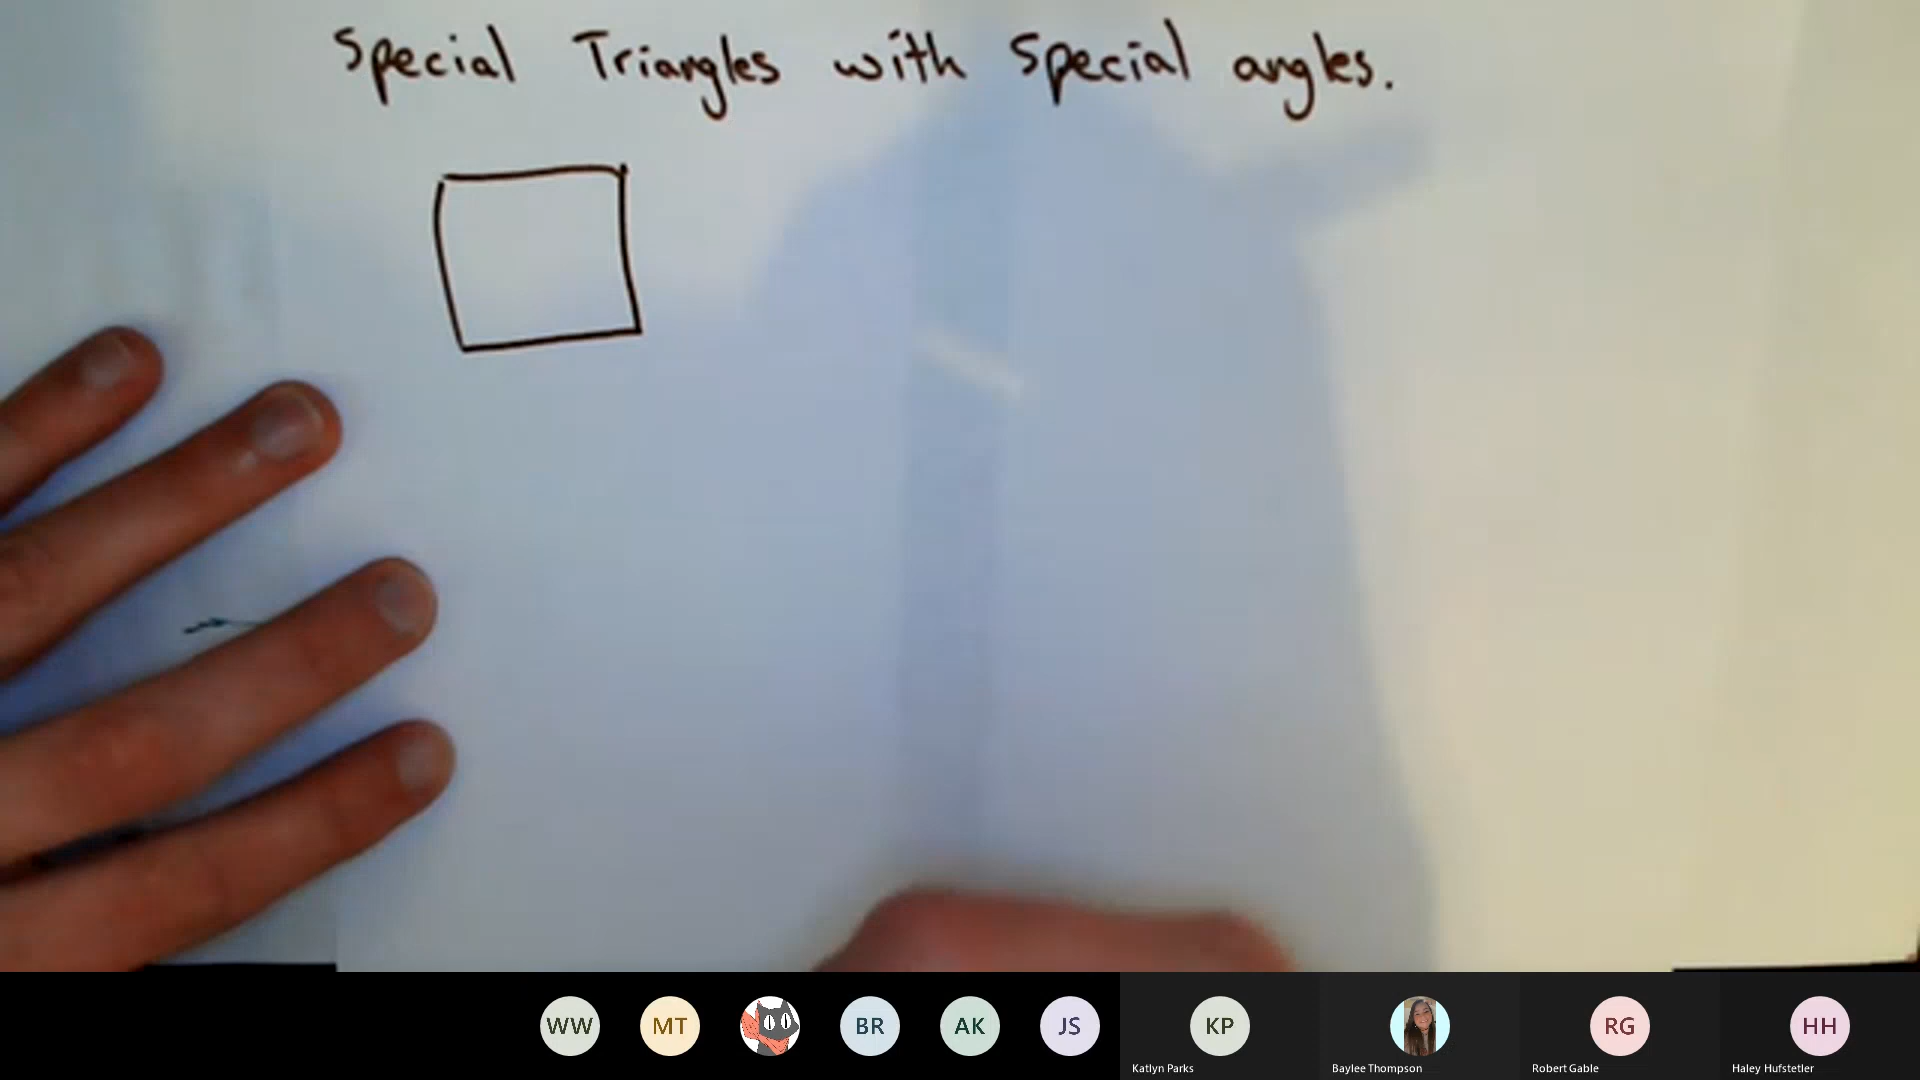 Special Triangles with Special angles.
WW
MT
BR
AK
JS
KP
RG
HH
Katlyn Parks
Baylee Thompson
Robert Gable
Haley Hufstetler